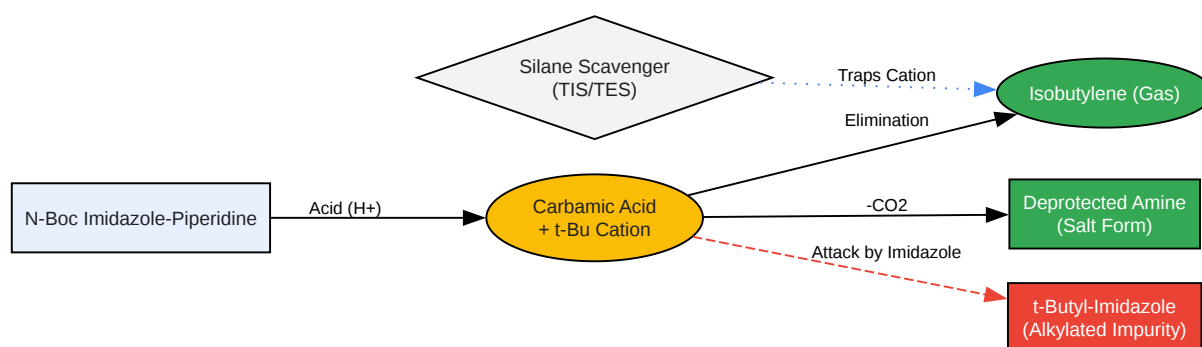 Silane Scavenger
(TIS/TES)
Traps Cation
Isobutylene (Gas)
Elimination
N-Boc Imidazole-Piperidine
Acid (H+)
Carbamic Acid
+ t-Bu Cation
-CO2
Deprotected Amine
(Salt Form)
Attack by Imidazole
t-Butyl-Imidazole
(Alkylated Impurity)